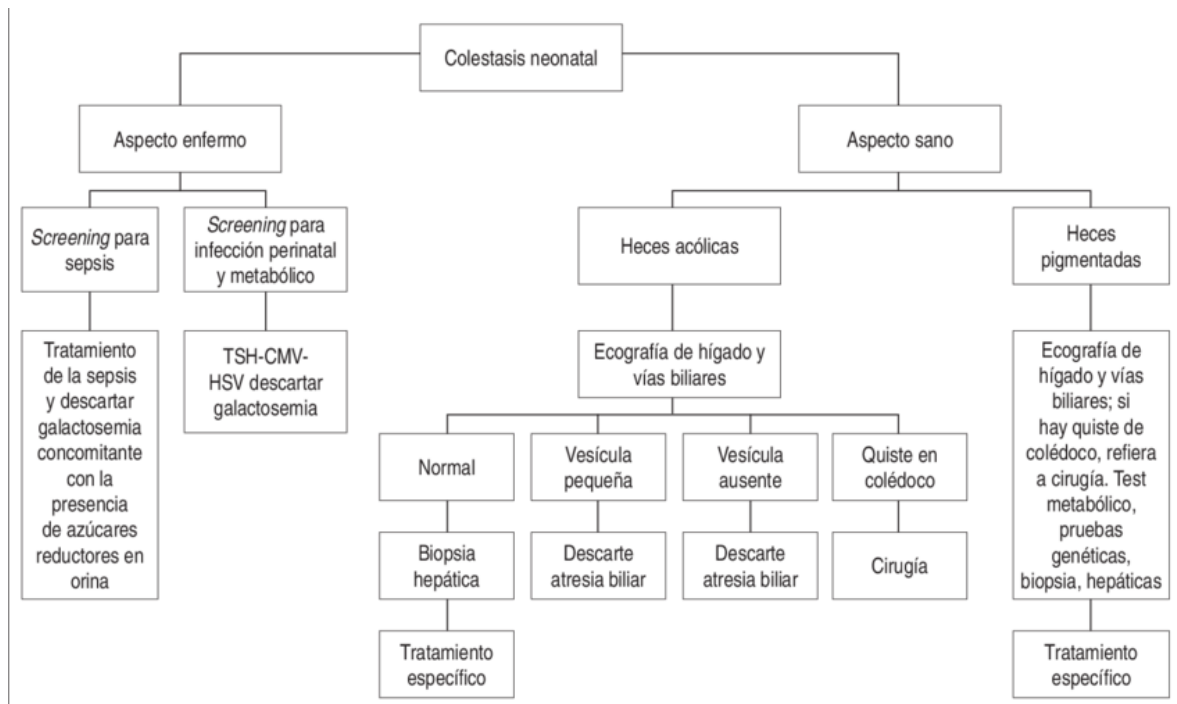 Colestasis neonatal
Aspecto enfermo
Aspecto sano
Screening para
sepsis
Screening para
infección perinatal
y metabólico
Heces acólicas
Heces
pigmentadas
Tratamiento
de la sepsis
y descartar
galactosemia
concomitante
con la
presencia
de azúcares
reductores en
orina
TSH-CMV-
HSV descartar
galactosemia
Ecografía de hígado y
vías biliares
Ecografía de
hígado y vías
biliares; si
hay quiste de
colédoco, refiera
a cirugía. Test
metabólico,
pruebas
genéticas,
biopsia, hepáticas
Normal
Vesícula
pequeña
Vesícula
ausente
Quiste en
colédoco
Biopsia
hepática
Descarte
atresia biliar
Descarte
atresia biliar
Cirugía
Tratamiento
específico
Tratamiento
específico